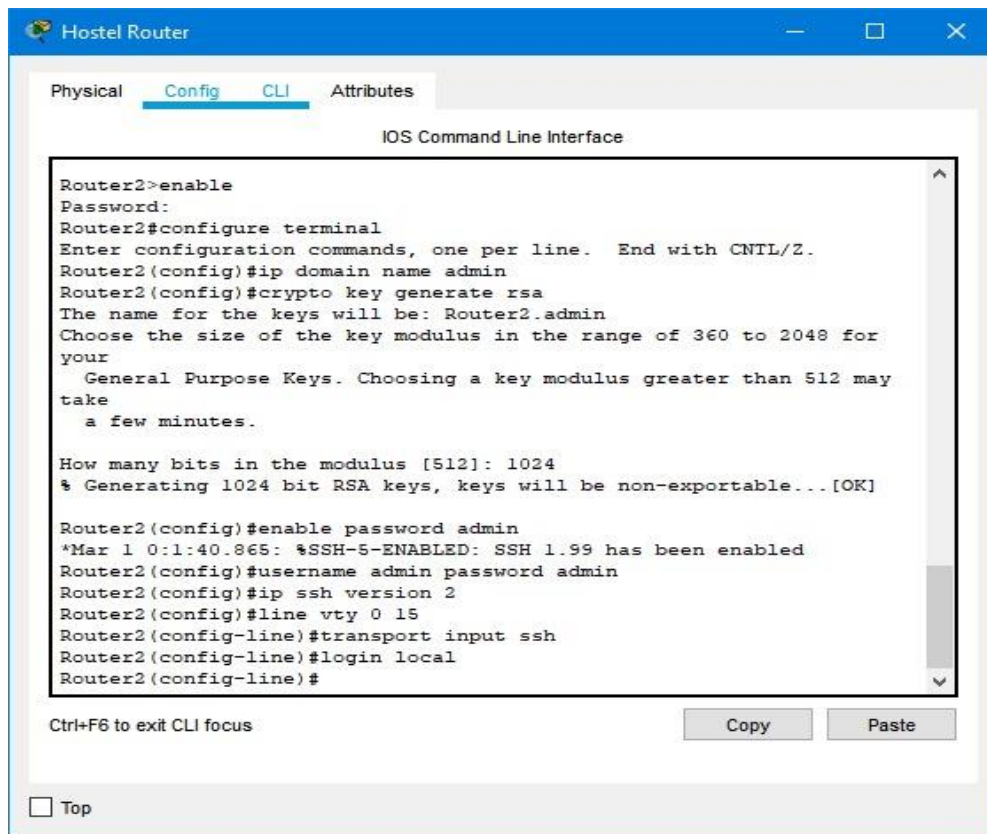 Hostel Router
Physical Config CLI Attributes
IOS Command Line Interface
Router2>enable
Password:
Router2#configure terminal
Enter configuration commands, one per line.  End with CNTL/Z.
Router2(config)#ip domain name admin
Router2(config)#crypto key generate rsa
The name for the keys will be: Router2.admin
Choose the size of the key modulus in the range of 360 to 2048 for
your
  General Purpose Keys. Choosing a key modulus greater than 512 may
take
  a few minutes.
How many bits in the modulus [512]: 1024
% Generating 1024 bit RSA keys, keys will be non-exportable...[OK]
Router2(config)#enable password admin
*Mar 1 0:1:40.865: %SSH-5-ENABLED: SSH 1.99 has been enabled
Router2(config)#username admin password admin
Router2(config)#ip ssh version 2
Router2(config)#line vty 0 15
Router2(config-line)#transport input ssh
Router2(config-line)#login local
Router2(config-line)#
Ctrl+F6 to exit CLI focus Copy Paste
Top